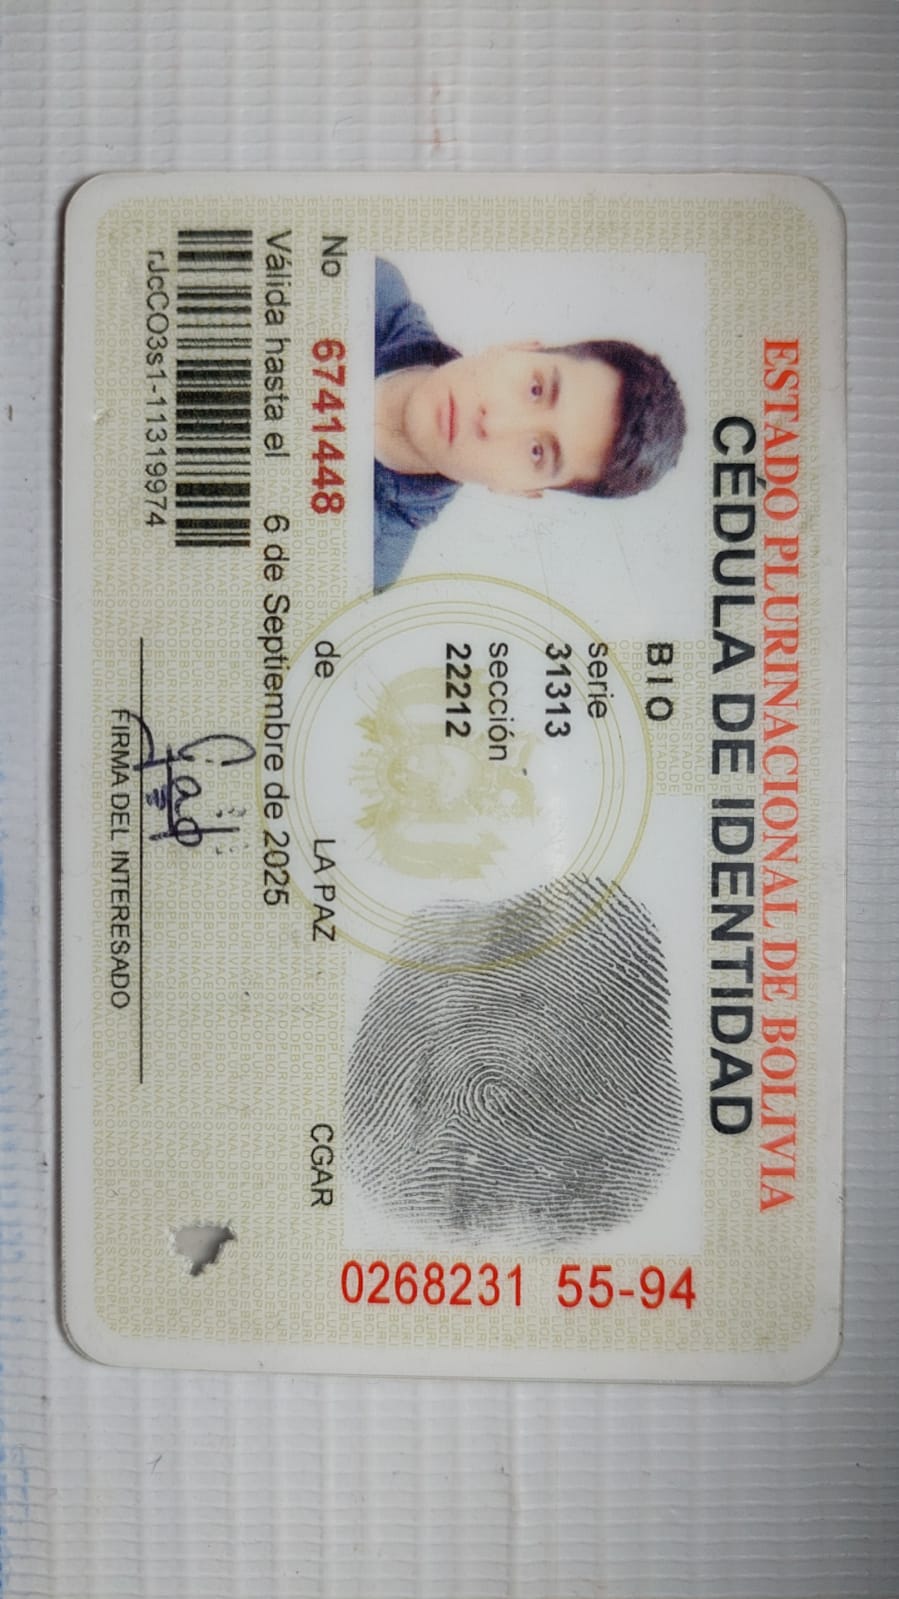 ESTADO PLURINACIONAL DE BOLIVIA
CÉDULA DE IDENTIDAD
BIO
serie
31313
sección
22212
0268231 55-94
No 6741448 de LA PAZ CGAR
Válida hasta el 6 de Septiembre de 2025
rJcCO3s1-11319974
FIRMA DEL INTERESADO